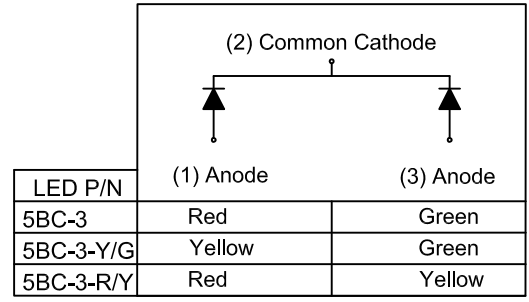 (2) Common Cathode
(1) Anode (3) Anode
LED P/N
5BC-3 Red Green
5BC-3-Y/G Yellow Green
5BC-3-R/Y Red Yellow